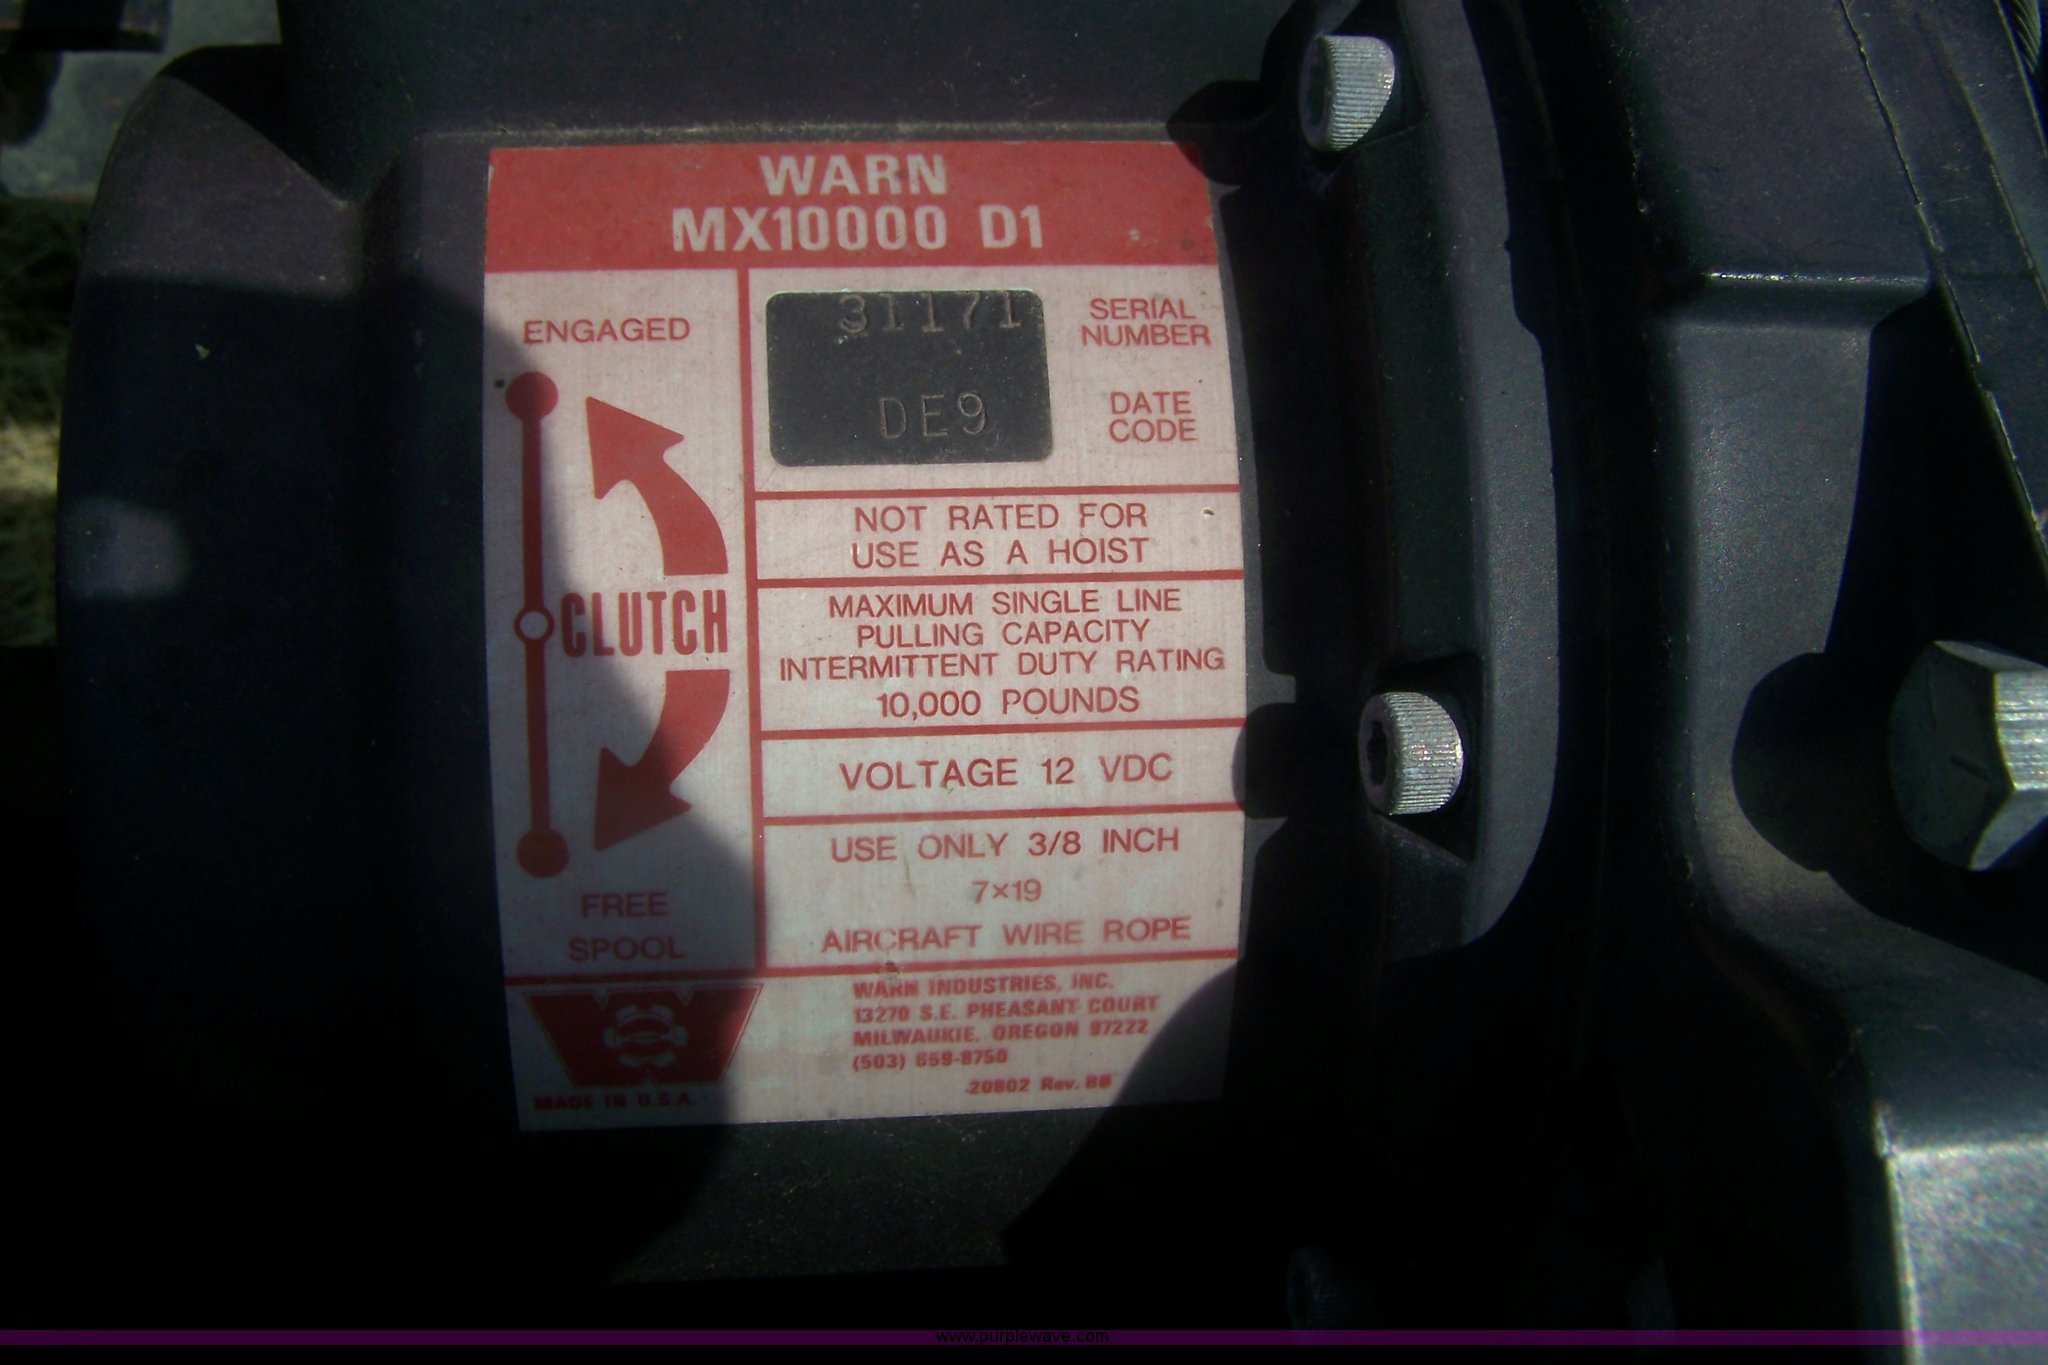 WARN
MX10000 D1
ENGAGED
CLUTCH
FREE
SPOOL
31171
SERIAL
NUMBER
DE9
DATE
CODE
NOT RATED FOR
USE AS A HOIST
MAXIMUM SINGLE LINE
PULLING CAPACITY
INTERMITTENT DUTY RATING
10,000 POUNDS
VOLTAGE 12 VDC
USE ONLY 3/8 INCH
7×19
AIRCRAFT WIRE ROPE
MADE IN U.S.A.
WARN INDUSTRIES, INC.
13270 S.E. PHEASANT COURT
MILWAUKIE, OREGON 97222
(503) 659-8750
20802 Rev. B0
www.purplewave.com